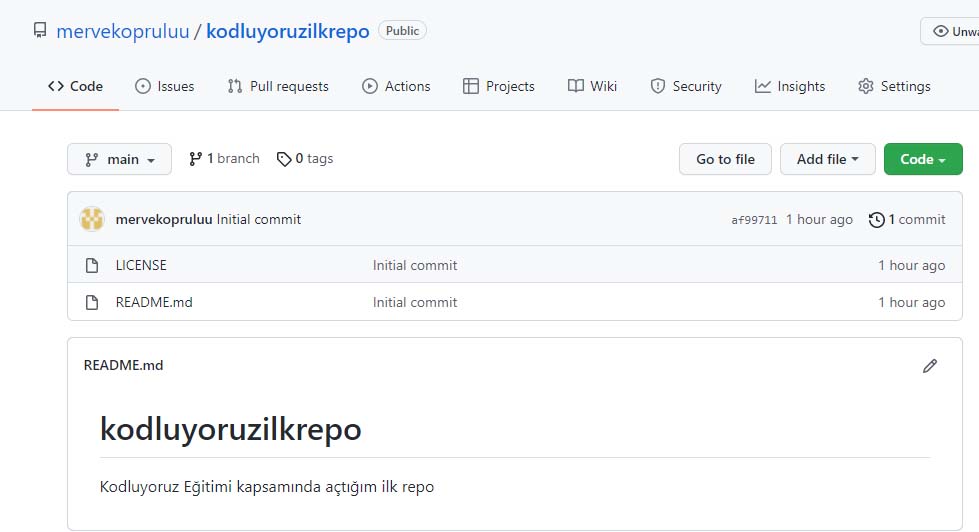 mervekopruluu / kodluyoruzilkrepo Public
Code Issues Pull requests Actions Projects Wiki Security Insights Settings
main 1 branch 0 tags Go to file Add file Code
mervekopruluu Initial commit af99711 1 hour ago 1 commit
LICENSE Initial commit 1 hour ago
README.md Initial commit 1 hour ago
README.md
kodluyoruzilkrepo
Kodluyoruz Eğitimi kapsamında açtığım ilk repo